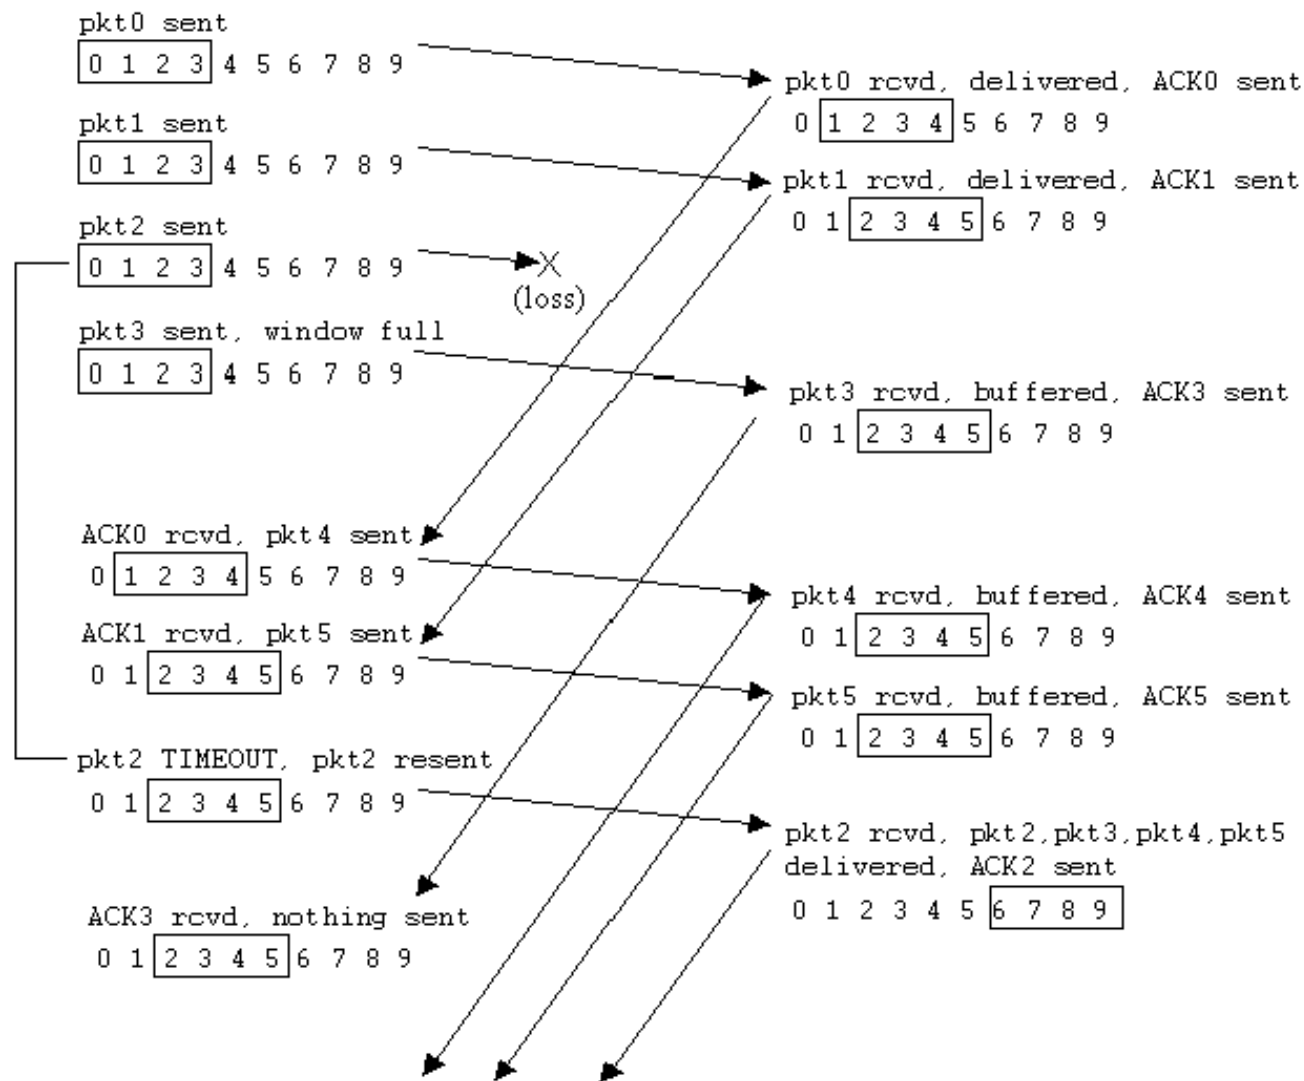 pkt0 sent
0 1 2 3 4 5 6 7 8 9
pkt1 sent
0 1 2 3 4 5 6 7 8 9
pkt2 sent
0 1 2 3 4 5 6 7 8 9
pkt3 sent, window full
0 1 2 3 4 5 6 7 8 9
ACK0 rcvd, pkt4 sent
0 1 2 3 4 5 6 7 8 9
ACK1 rcvd, pkt5 sent
0 1 2 3 4 5 6 7 8 9
pkt2 TIMEOUT, pkt2 resent
0 1 2 3 4 5 6 7 8 9
ACK3 rcvd, nothing sent
0 1 2 3 4 5 6 7 8 9
X
(loss)
pkt0 rcvd, delivered, ACK0 sent
0 1 2 3 4 5 6 7 8 9
pkt1 rcvd, delivered, ACK1 sent
0 1 2 3 4 5 6 7 8 9
pkt3 rcvd, buffered, ACK3 sent
0 1 2 3 4 5 6 7 8 9
pkt4 rcvd, buffered, ACK4 sent
0 1 2 3 4 5 6 7 8 9
pkt5 rcvd, buffered, ACK5 sent
0 1 2 3 4 5 6 7 8 9
pkt2 rcvd, pkt2,pkt3,pkt4,pkt5
delivered, ACK2 sent
0 1 2 3 4 5 6 7 8 9